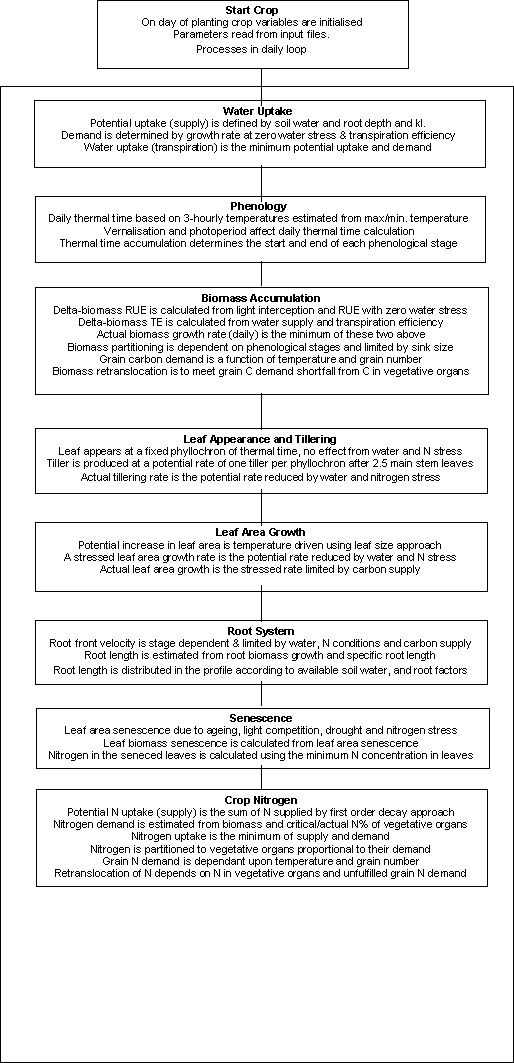 Start Crop
On day of planting crop variables are initialised
Parameters read from input files.
Processes in daily loop
Water Uptake
Potential uptake (supply) is defined by soil water and root depth and kl.
Demand is determined by growth rate at zero water stress & transpiration efficiency
Water uptake (transpiration) is the minimum potential uptake and demand
Phenology
Daily thermal time based on 3-hourly temperatures estimated from max/min. temperature
Vernalisation and photoperiod affect daily thermal time calculation
Thermal time accumulation determines the start and end of each phenological stage
Biomass Accumulation
Delta-biomass RUE is calculated from light interception and RUE with zero water stress
Delta-biomass TE is calculated from water supply and transpiration efficiency
Actual biomass growth rate (daily) is the minimum of these two above
Biomass partitioning is dependent on phenological stages and limited by sink size
Grain carbon demand is a function of temperature and grain number
Biomass retranslocation is to meet grain C demand shortfall from C in vegetative organs
Leaf Appearance and Tillering
Leaf appears at a fixed phyllochron of thermal time, no effect from water and N stress
Tiller is produced at a potential rate of one tiller per phyllochron after 2.5 main stem leaves
Actual tillering rate is the potential rate reduced by water and nitrogen stress
Leaf Area Growth
Potential increase in leaf area is temperature driven using leaf size approach
A stressed leaf area growth rate is the potential rate reduced by water and N stress
Actual leaf area growth is the stressed rate limited by carbon supply
Root System
Root front velocity is stage dependent & limited by water, N conditions and carbon supply
Root length is estimated from root biomass growth and specific root length
Root length is distributed in the profile according to available soil water, and root factors
Senescence
Leaf area senescence due to ageing, light competition, drought and nitrogen stress
Leaf biomass senescence is calculated from leaf area senescence
Nitrogen in the seneced leaves is calculated using the minimum N concentration in leaves
Crop Nitrogen
Potential N uptake (supply) is the sum of N supplied by first order decay approach
Nitrogen demand is estimated from biomass and critical/actual N% of vegetative organs
Nitrogen uptake is the minimum of supply and demand
Nitrogen is partitioned to vegetative organs proportional to their demand
Grain N demand is dependant upon temperature and grain number
Retranslocation of N depends on N in vegetative organs and unfulfilled grain N demand